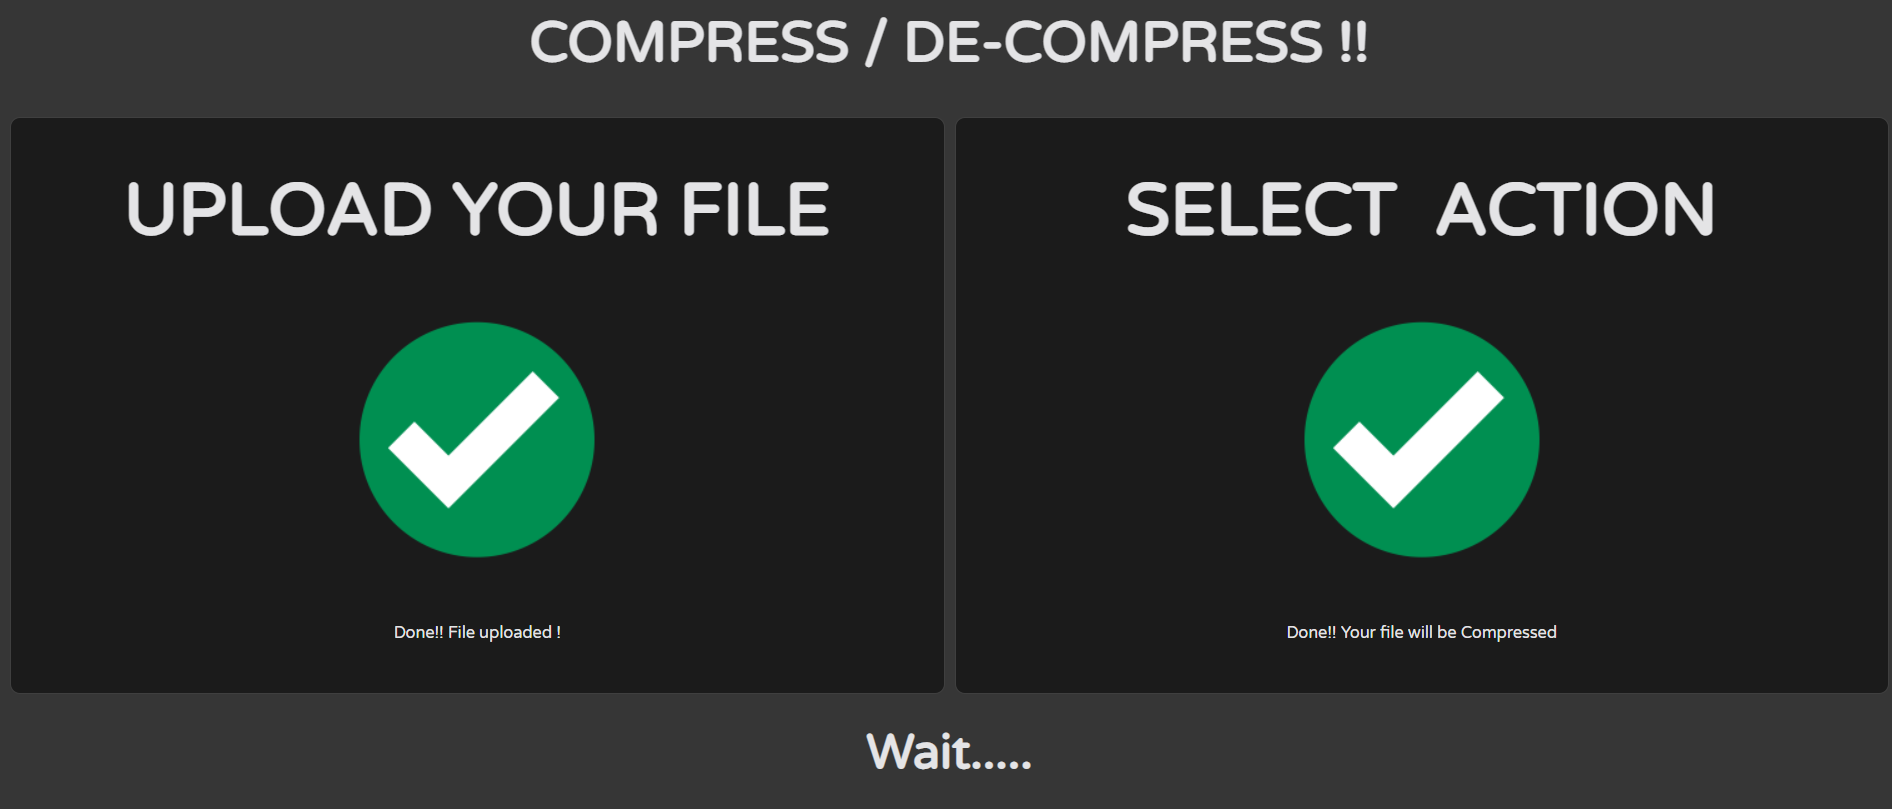 COMPRESS / DE-COMPRESS !!
UPLOAD YOUR FILE
Done!! File uploaded !
SELECT ACTION
Done!! Your file will be Compressed
Wait.....